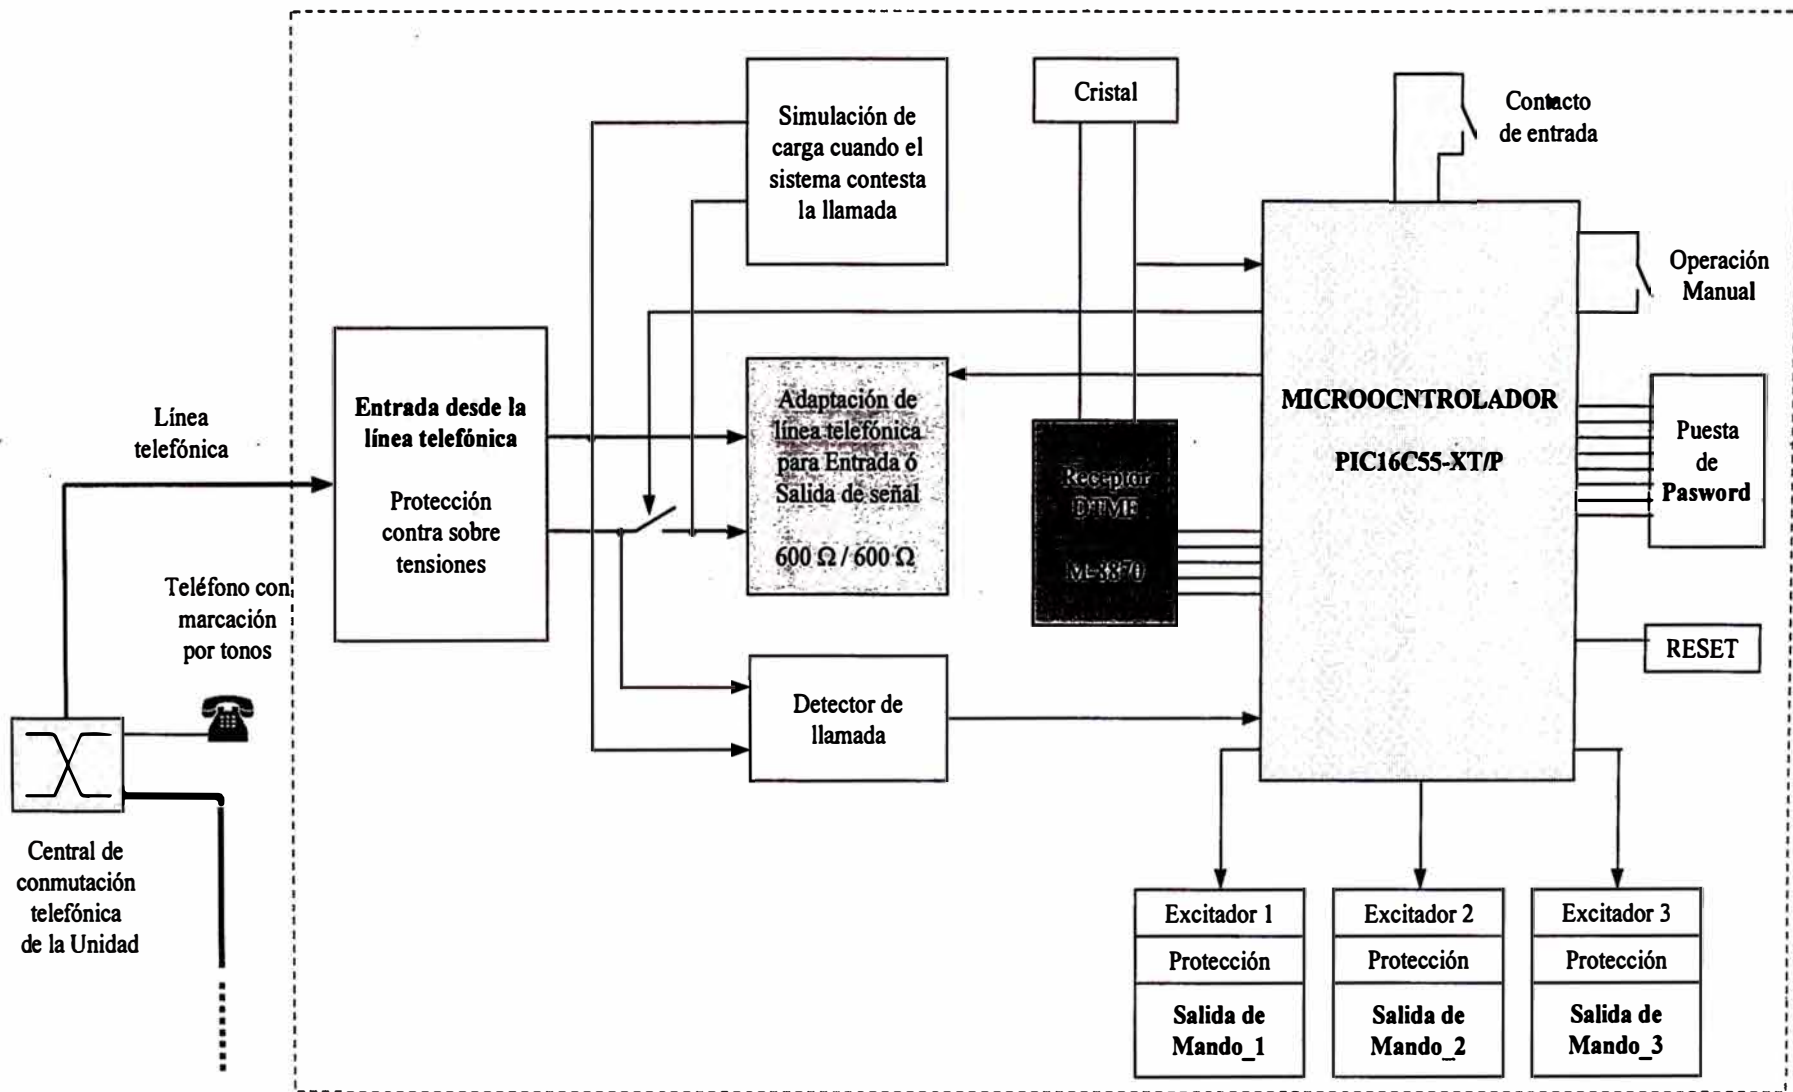 Simulación de
carga cuando el
sistema contesta
la llamada
Cristal
Contacto
de entrada
Operación
Manual
Entrada desde la
línea telefónica
Protección
contra sobre
tensiones
Línea
telefónica
Adaptación de
línea telefónica
para Entrada ó
Salida de señal
600 Ω / 600 Ω
Receptor
DTMF
M-8870
MICROOCNTROLADOR
PIC16C55-XT/P
Puesta
de
Pasword
RESET
Teléfono con
marcación
por tonos
Detector de
llamada
Central de
conmutación
telefónica
de la Unidad
Excitador 1
Protección
Salida de
Mando_1
Excitador 2
Protección
Salida de
Mando_2
Excitador 3
Protección
Salida de
Mando_3